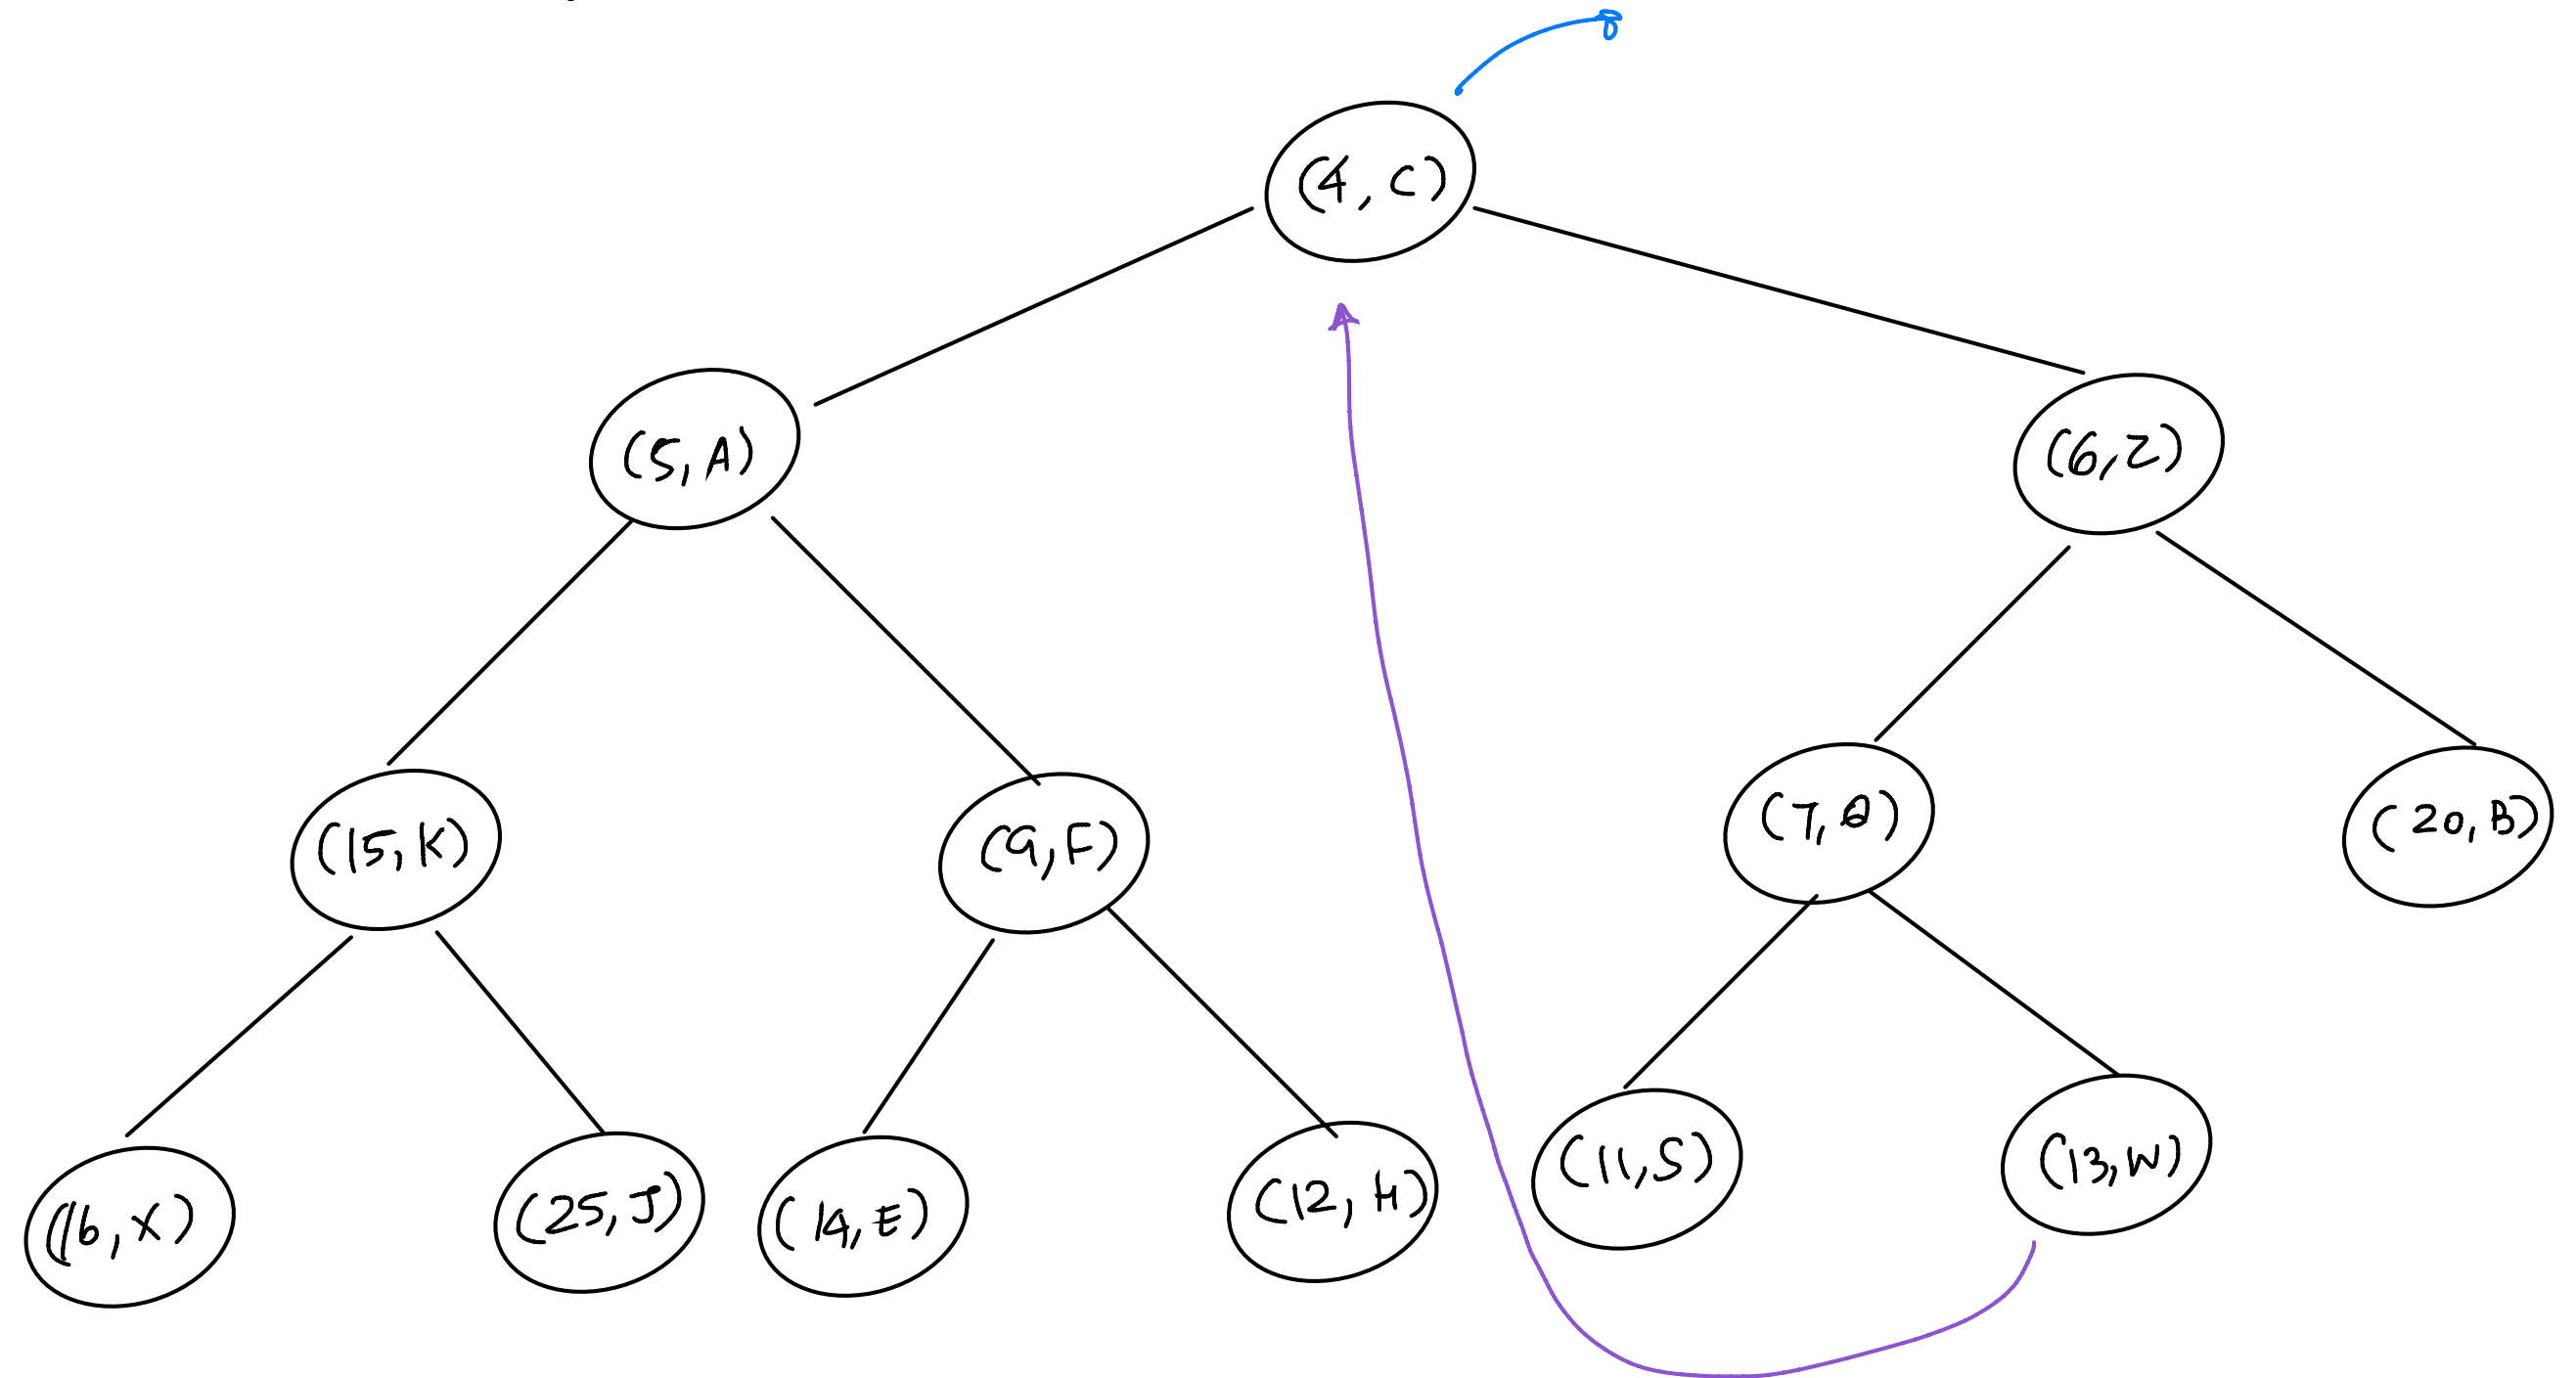 (4, C)
(5, A)
(6, Z)
(15, K)
(9, F)
(7, Q)
(20, B)
(16, X)
(25, J)
(14, E)
(12, H)
(11, S)
(13, W)